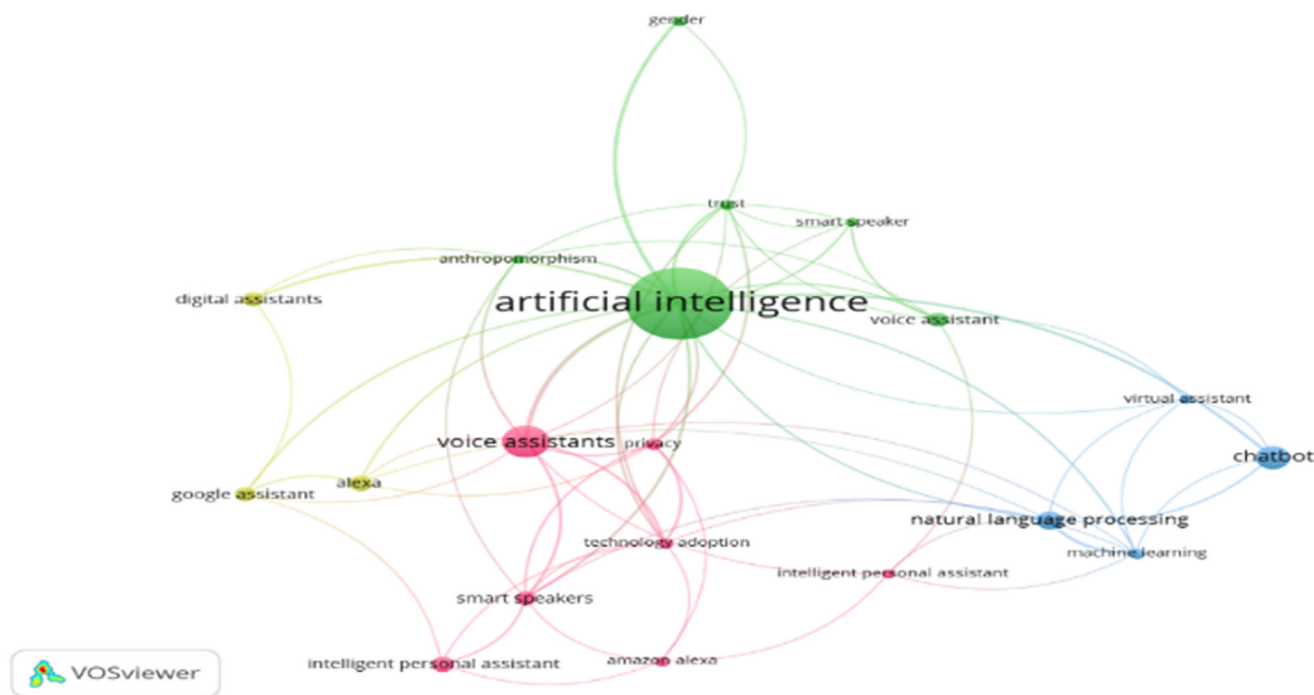 gender
trust
smart speaker
anthropomorphism
digital assistants
artificial intelligence
voice assistant
virtual assistant
voice assistants
privacy
chatbot
alexa
google assistant
natural language processing
technology adoption
machine learning
intelligent personal assistant
smart speakers
intelligent personal assistant
amazon alexa
VOSviewer